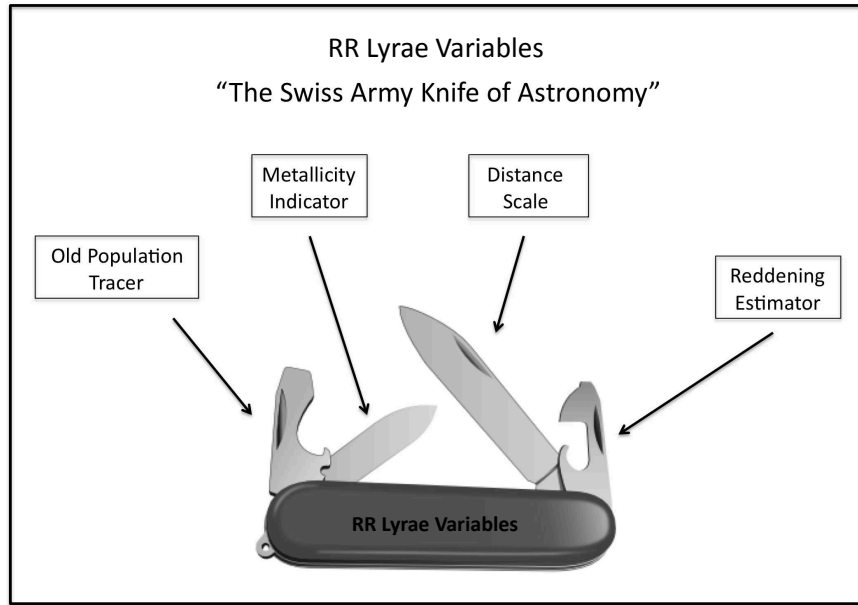 RR Lyrae Variables
“The Swiss Army Knife of Astronomy”
Metallicity
Indicator
Distance
Scale
Old Population
Tracer
Reddening
Estimator
RR Lyrae Variables